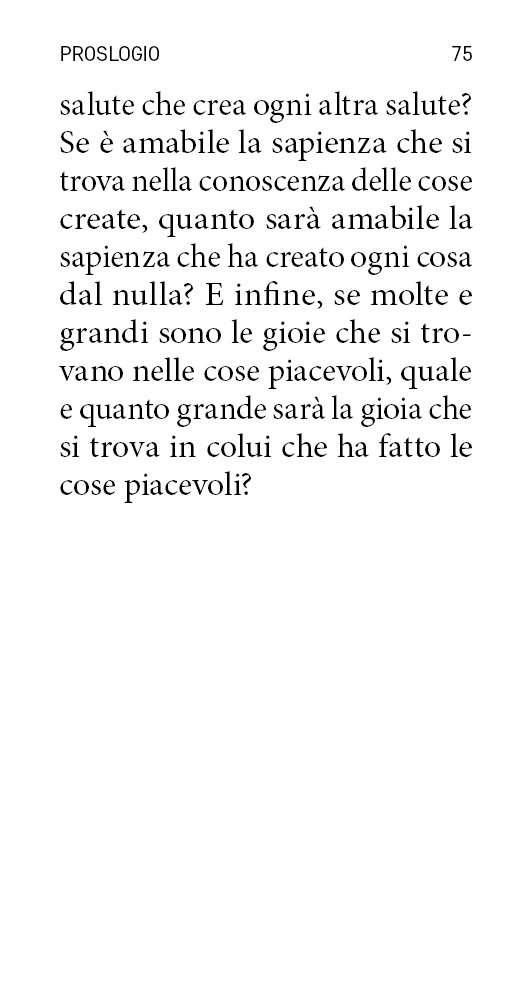 PROSLOGIO 75
salute che crea ogni altra salute?
Se è amabile la sapienza che si
trova nella conoscenza delle cose
create, quanto sarà amabile la
sapienza che ha creato ogni cosa
dal nulla? E infine, se molte e
grandi sono le gioie che si tro-
vano nelle cose piacevoli, quale
e quanto grande sarà la gioia che
si trova in colui che ha fatto le
cose piacevoli?